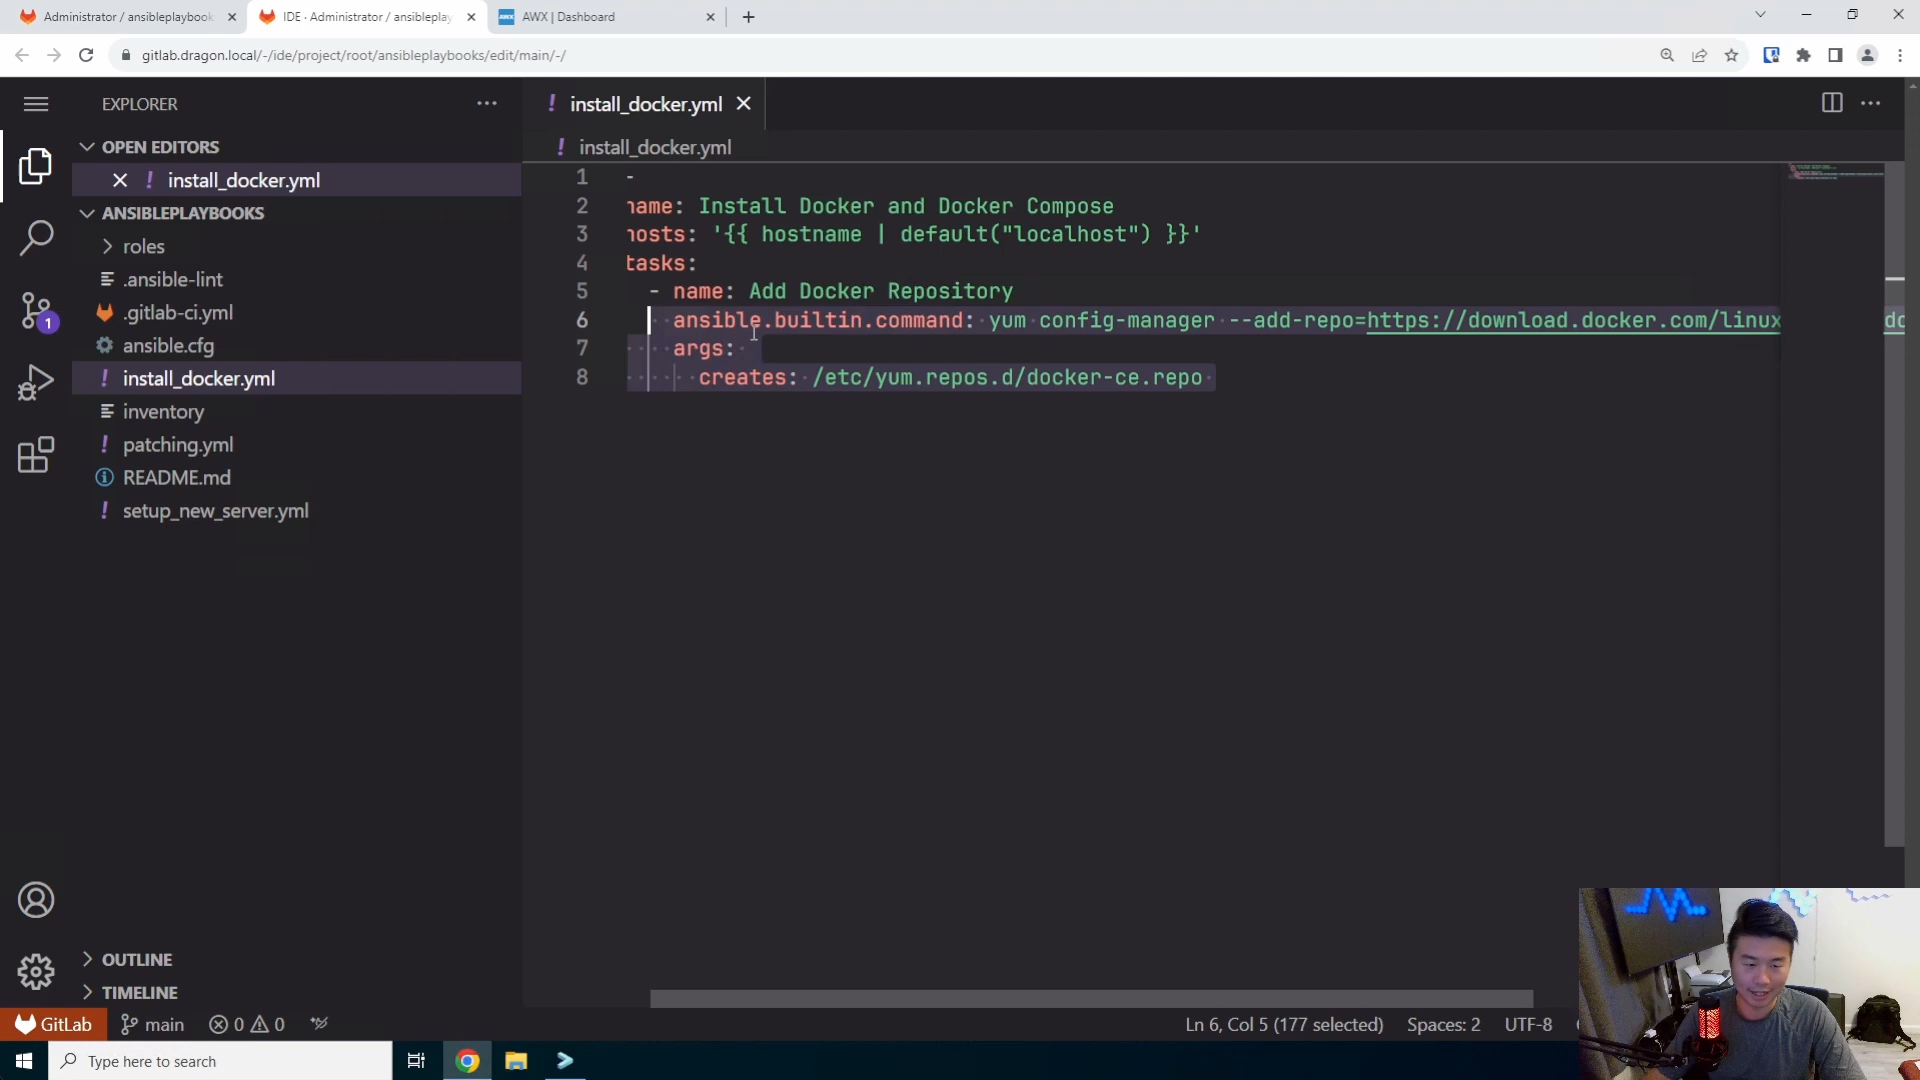 Administrator / ansibleplaybook
IDE · Administrator / ansibleplay
AWX | Dashboard
gitlab.dragon.local/-/ide/project/root/ansibleplaybooks/edit/main/-/
EXPLORER
install_docker.yml
OPEN EDITORS
install_docker.yml
install_docker.yml
ANSIBLEPLAYBOOKS
roles
.ansible-lint
.gitlab-ci.yml
ansible.cfg
install_docker.yml
inventory
patching.yml
README.md
setup_new_server.yml
1 -
2 name: Install Docker and Docker Compose
3 hosts: '{{ hostname | default("localhost") }}'
4 tasks:
5 - name: Add Docker Repository
6 ansible.builtin.command: yum config-manager --add-repo=https://download.docker.com/linux
7 args:
8 creates: /etc/yum.repos.d/docker-ce.repo
1
OUTLINE
TIMELINE
GitLab
main
0
0
Ln 6, Col 5 (177 selected)
Spaces: 2
UTF-8
Type here to search